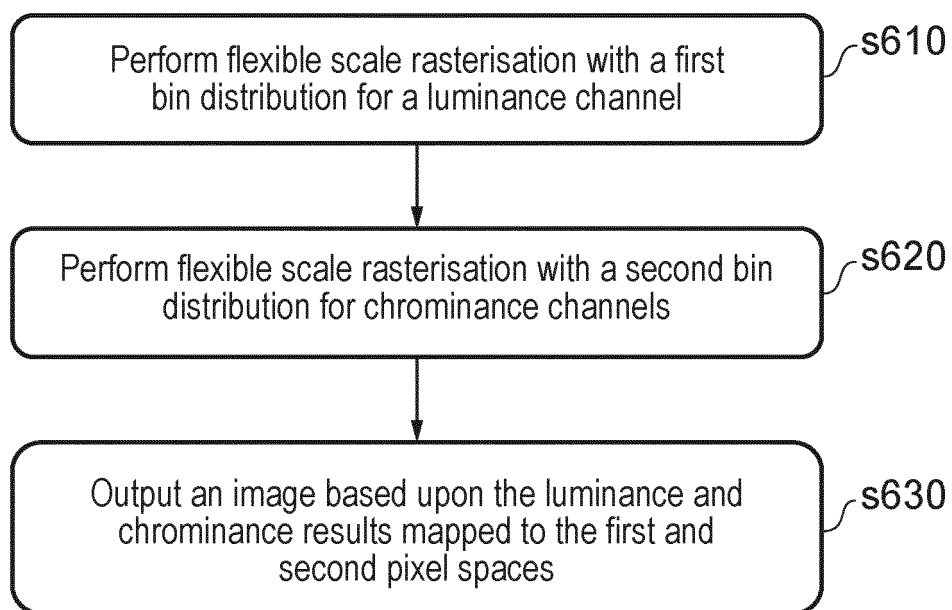 Perform flexible scale rasterisation with a first
bin distribution for a luminance channel
s610
Perform flexible scale rasterisation with a second bin
distribution for chrominance channels
s620
Output an image based upon the luminance and
chrominance results mapped to the first and
second pixel spaces
s630